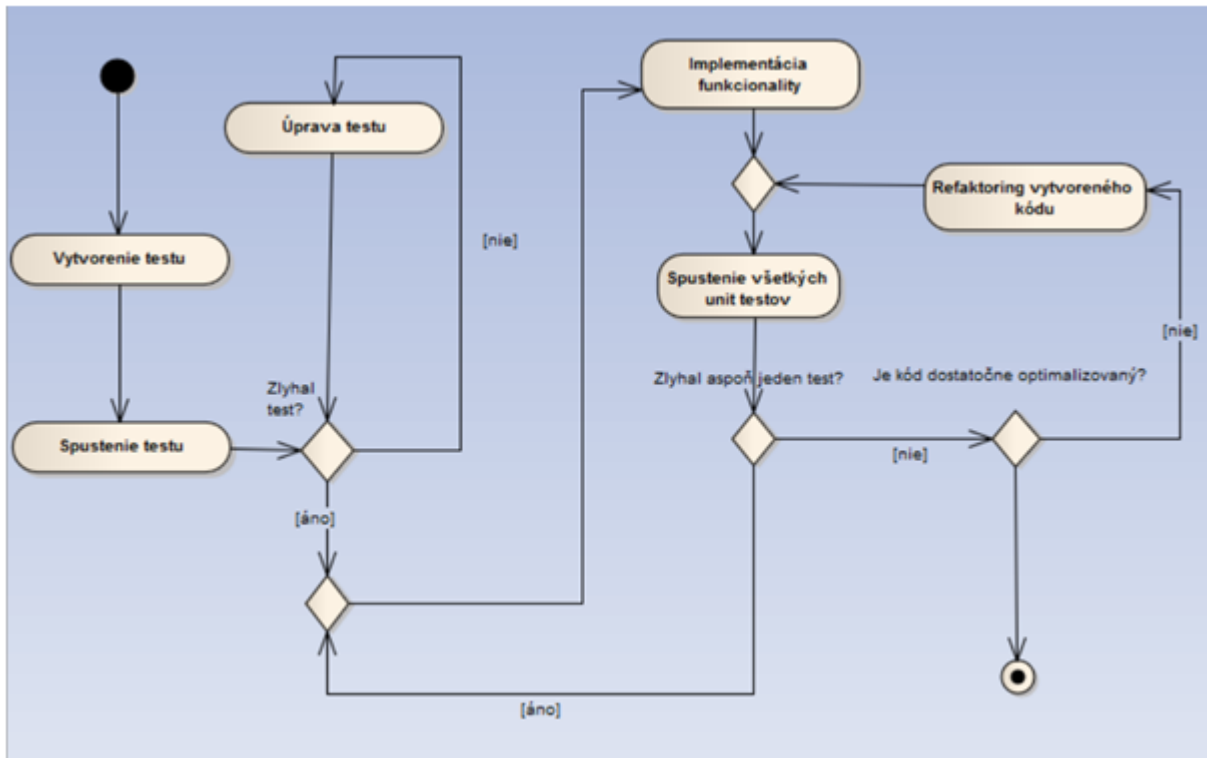 Implementácia
funkcionality
Úprava testu
Refaktoring vytvoreného
kódu
[nie]
Vytvorenie testu
Spustenie všetkých
unit testov
[nie]
Zlyhal
test?
Zlyhal aspoň jeden test?
Je kód dostatočne optimalizovaný?
Spustenie testu
[nie]
[áno]
[áno]